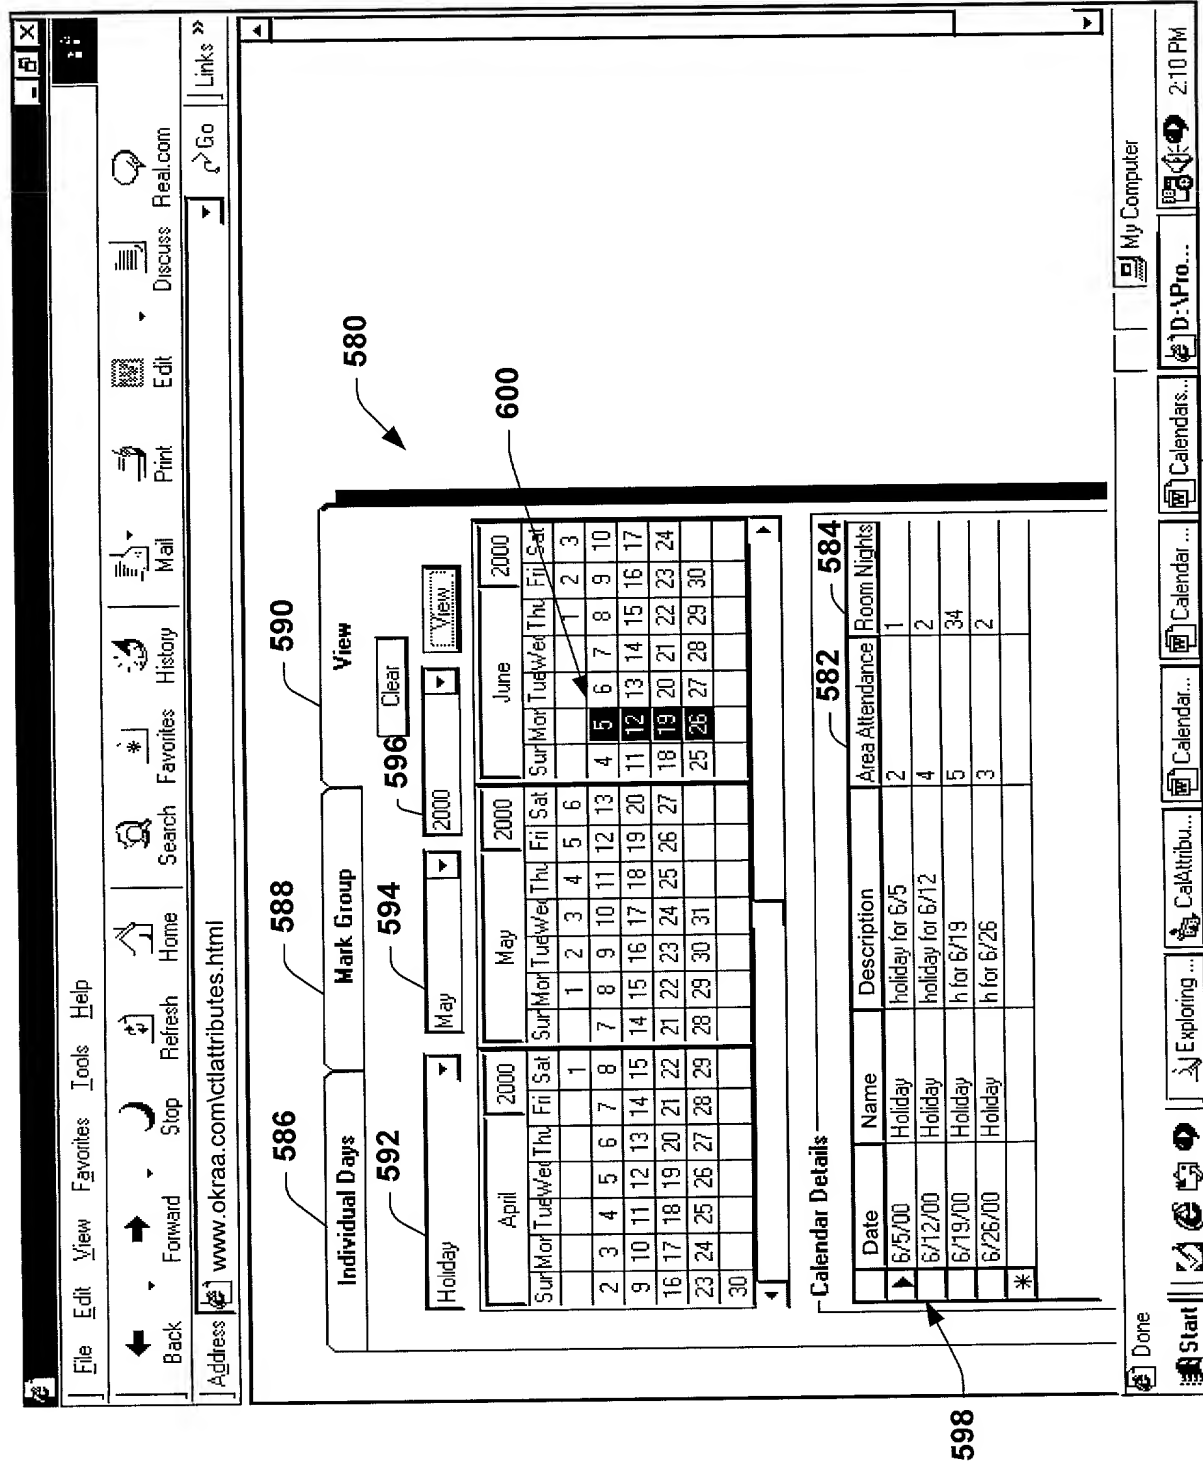 File Edit View Favorites Tools Help
Back Forward Stop Refresh Home Search Favorites History Mail Print Edit Discuss Real.com
Address www.okraa.com\ctlattributes.html Go Links »
586 588 590
Individual Days Mark Group View
580
592 594 596 Clear
Holiday May 2000 View
600
April 2000 May 2000 June 2000
Sun Mon Tue Wed Thu Fri Sat Sun Mon Tue Wed Thu Fri Sat Sun Mon Tue Wed Thu Fri Sat
1 1 2 3 4 5 6 1 2 3
2 3 4 5 6 7 8 7 8 9 10 11 12 13 4 5 6 7 8 9 10
9 10 11 12 13 14 15 14 15 16 17 18 19 20 11 12 13 14 15 16 17
16 17 18 19 20 21 22 21 22 23 24 25 26 27 18 19 20 21 22 23 24
23 24 25 26 27 28 29 28 29 30 31 25 26 27 28 29 30
30
Calendar Details 582 584
Date Name Description Area Attendance Room Nights
6/5/00 Holiday holiday for 6/5 2 1
6/12/00 Holiday holiday for 6/12 4 2
6/19/00 Holiday h for 6/19 5 34
6/26/00 Holiday h for 6/26 3 2
*
598
Done My Computer
Start Exploring ... CalAttribu... Calendar... Calendar ... Calendars... D:\Pro... 2:10 PM